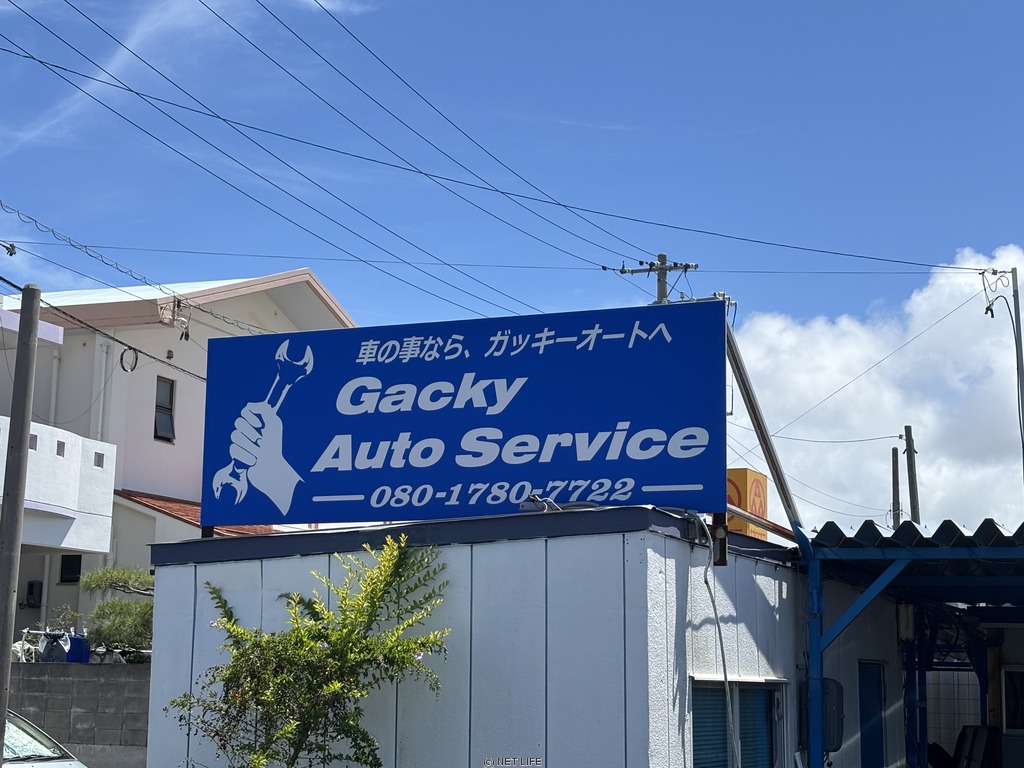 車の事なら、ガッキーオートへ
Gacky
Auto Service
080-1780-7722
© NET LIFE